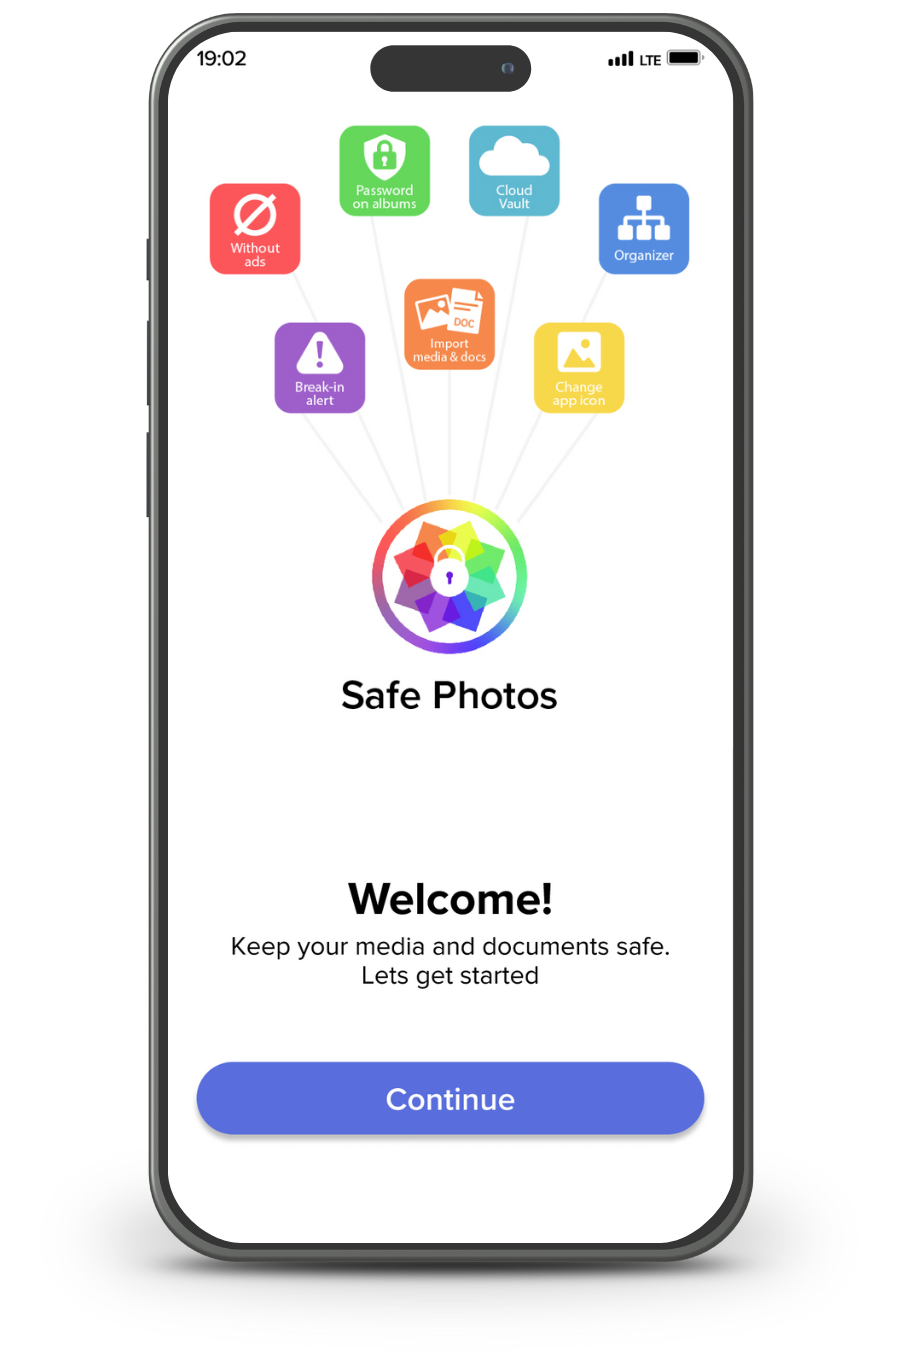 19:02
LTE
Password
on albums
Cloud
Vault
Without
ads
Organizer
DOC
Import
media & docs
Break-in
alert
Change
app icon
Safe Photos
Welcome!
Keep your media and documents safe.
Lets get started
Continue